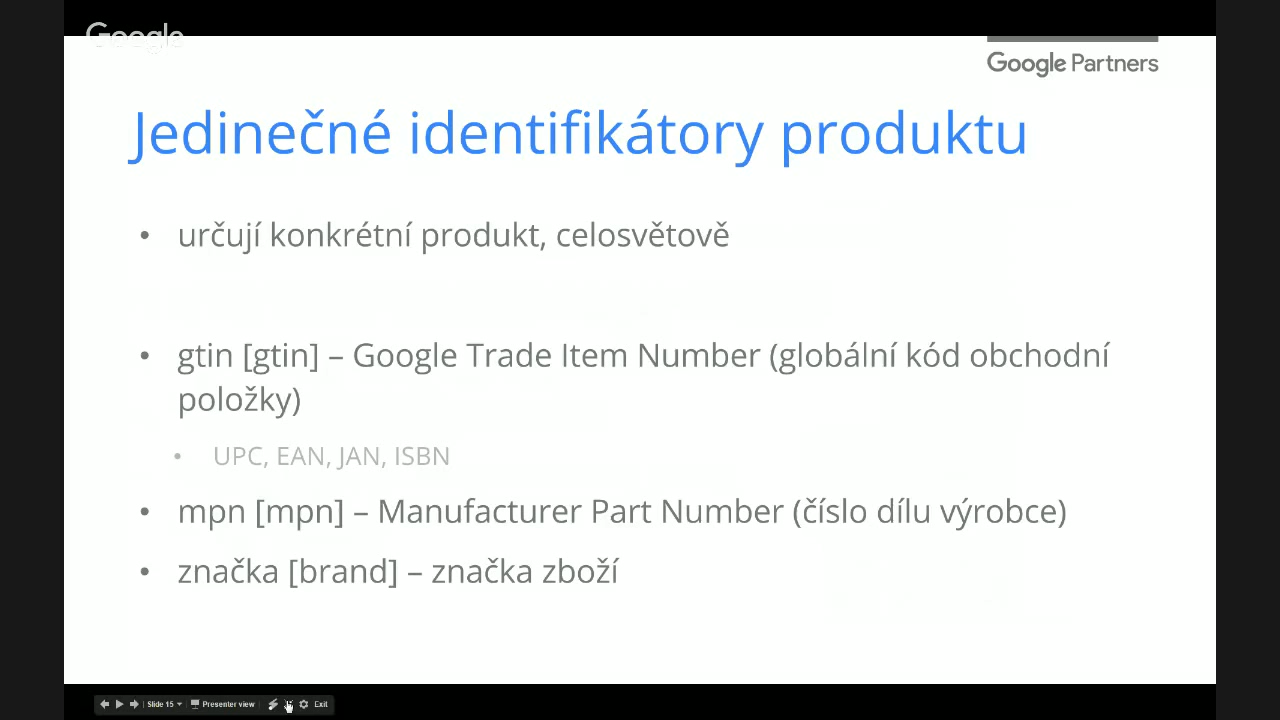 Google
Google Partners
Jedinečné identifikátory produktu
• určují konkrétní produkt, celosvětově
• gtin [gtin] – Google Trade Item Number (globální kód obchodní
položky)
• UPC, EAN, JAN, ISBN
• mpn [mpn] – Manufacturer Part Number (číslo dílu výrobce)
• značka [brand] – značka zboží
Slide 15 Presenter view Exit